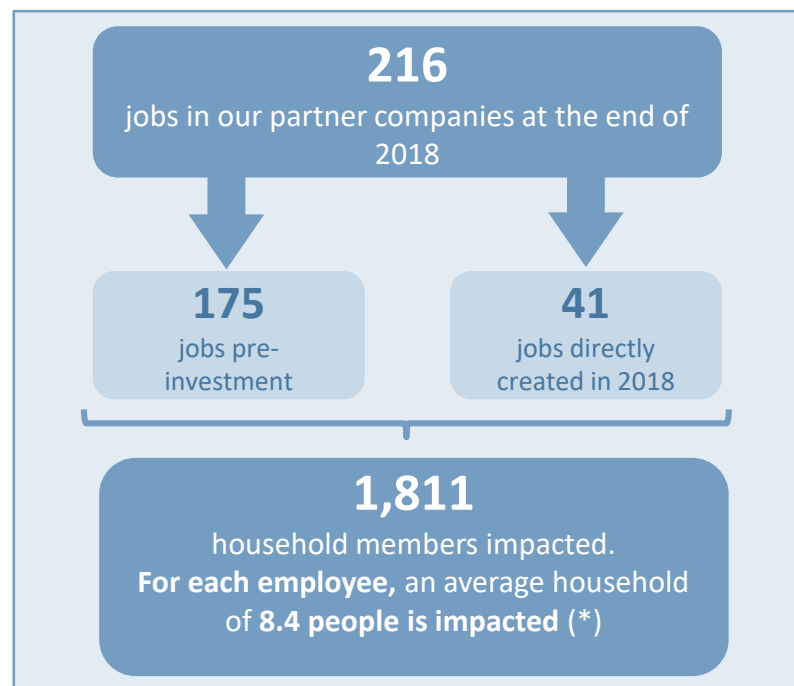 216
jobs in our partner companies at the end of
2018
175
jobs pre-
investment
41
jobs directly
created in 2018
1,811
household members impacted.
For each employee, an average household
of 8.4 people is impacted (*)